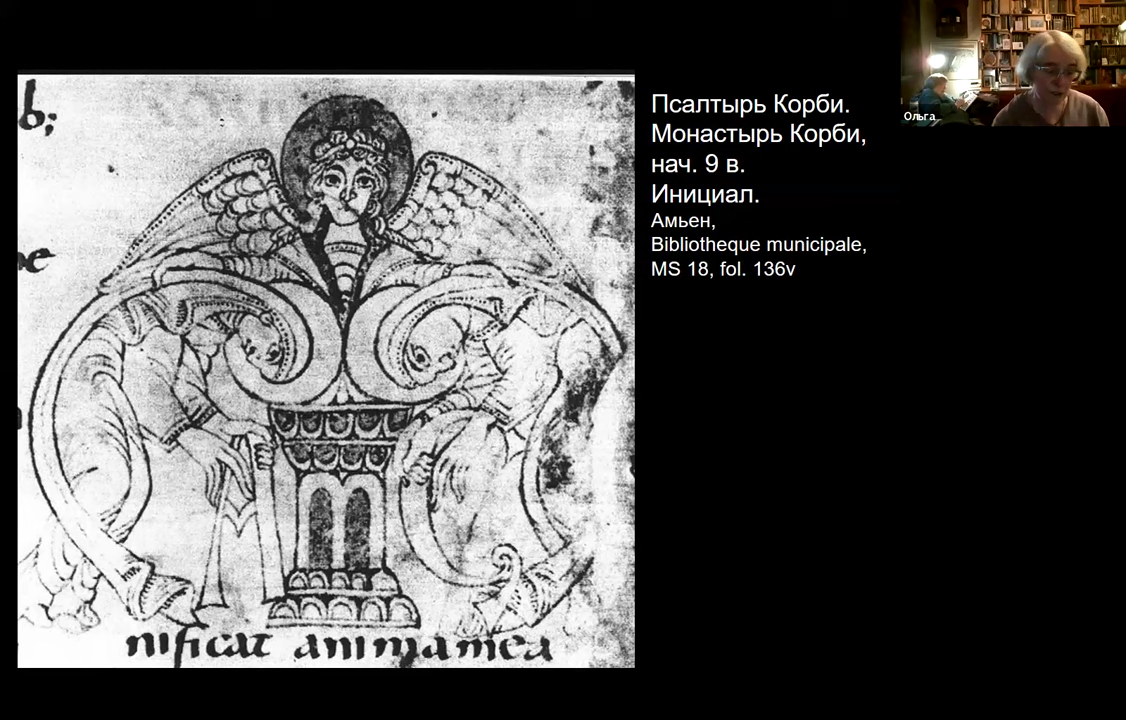 b;
e
nificat anima mea
Псалтырь Корби.
Монастырь Корби,
нач. 9 в.
Инициал.
Амьен,
Bibliotheque municipale,
MS 18, fol. 136v
Ольга